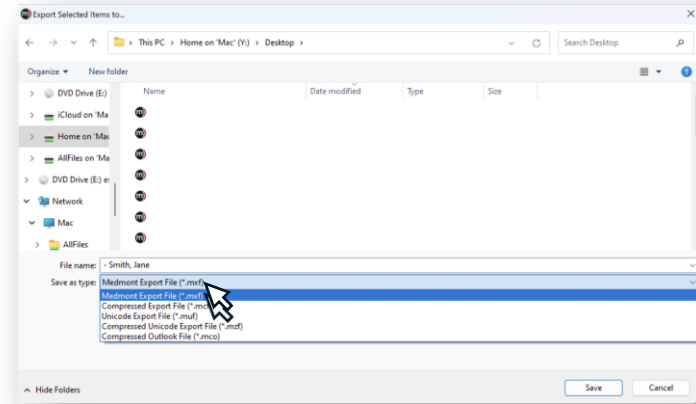 Export Selected Items to...
This PC > Home on 'Mac' (Y:) > Desktop >
Search Desktop
Organize
New folder
Name
Date modified
Type
Size
DVD Drive (E:)
iCloud on 'Ma
Home on 'Mac
AllFiles on 'Ma
DVD Drive (E:) e
Network
Mac
AllFiles
File name: - Smith, Jane
Save as type: Medmont Export File (*.mxf)
Medmont Export File (*.mxf)
Compressed Export File (*.mc
Unicode Export File (*.muf)
Compressed Unicode Export File (*.mzf)
Compressed Outlook File (*.mco)
Hide Folders
Save
Cancel